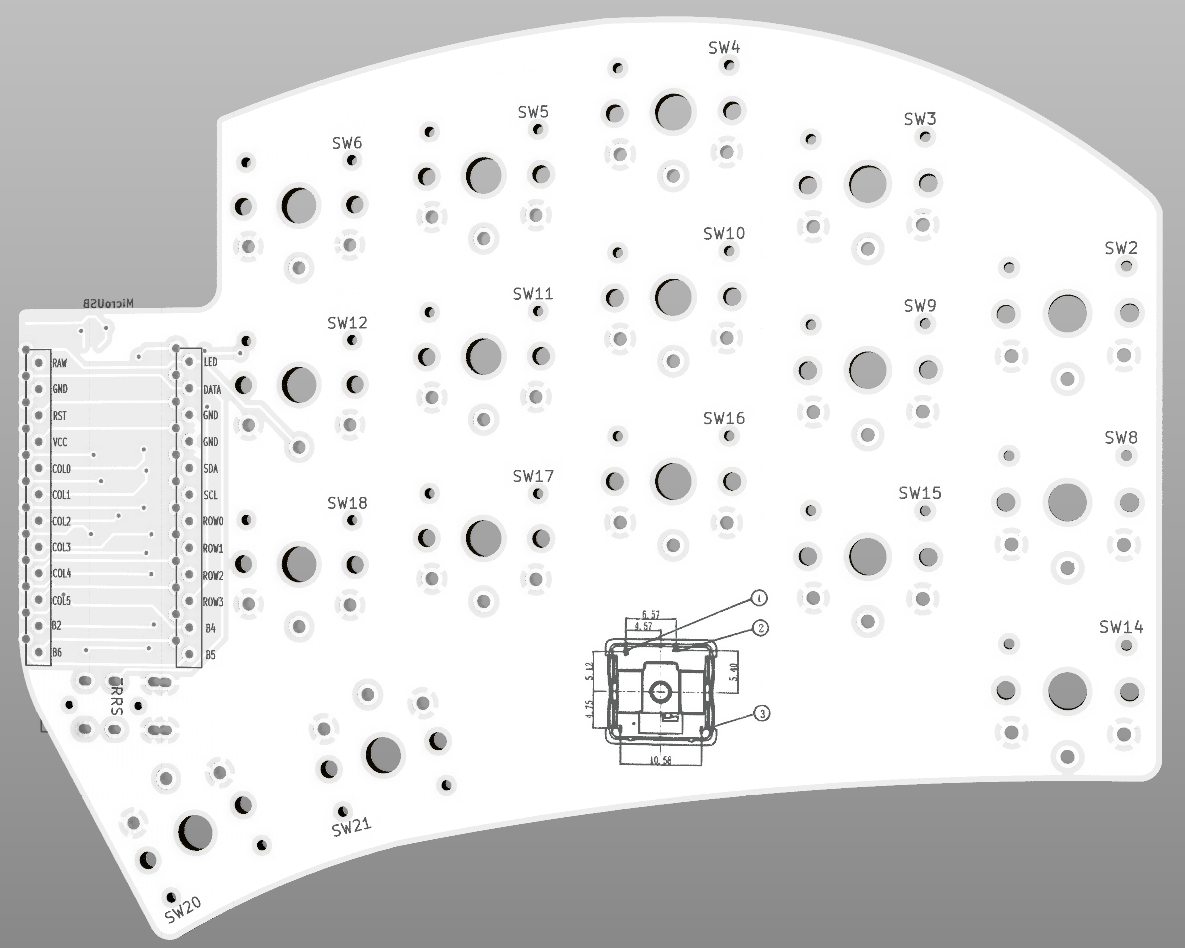 SW4
SW5
SW3
SW6
SW10
SW2
SW11
SW9
MicroUSB
SW12
RAW
LED
GND
DATA
RST
GND
VCC
GND
COL0
SDA
COL1
SCL
COL2
ROW0
COL3
ROW1
COL4
ROW2
COL5
ROW3
B2
B4
B6
B5
SW16
SW8
SW17
SW15
SW18
1
6.57
4.57
2
SW14
5.12
5.40
4.75
3
10.58
TRRS
SW21
SW20